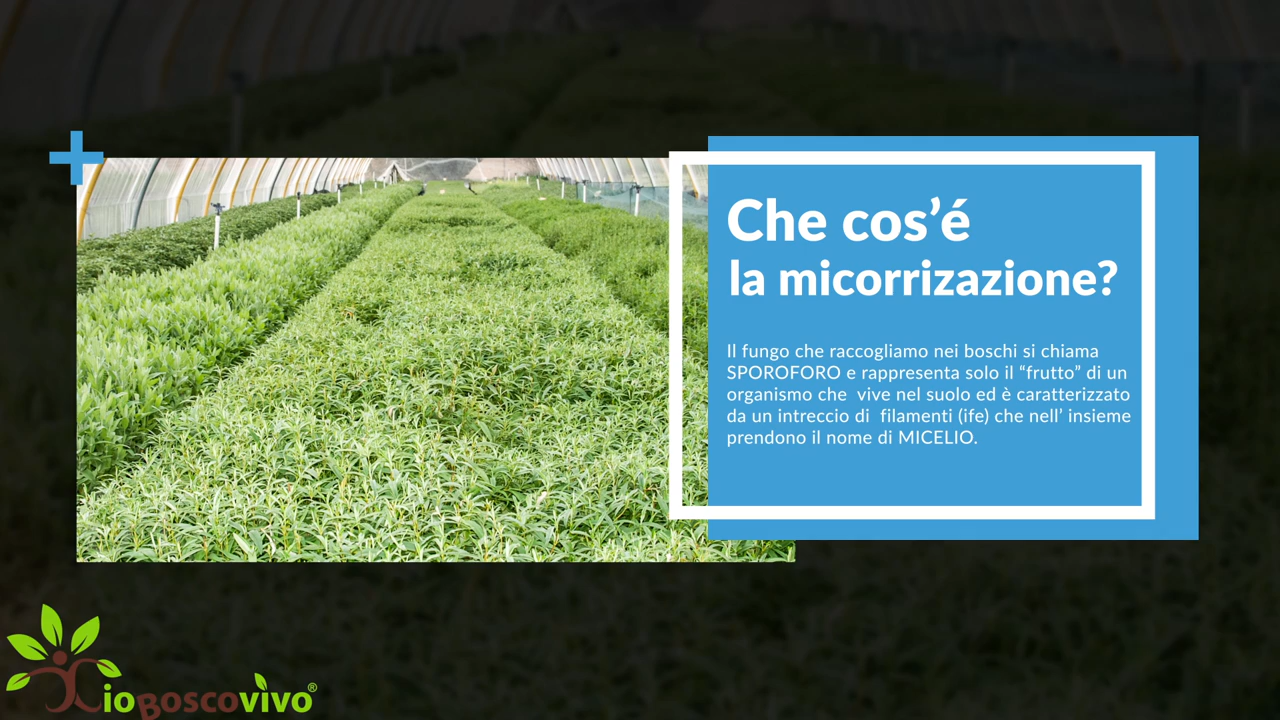 Che cos’é
la micorrizazione?
Il fungo che raccogliamo nei boschi si chiama
SPOROFORO e rappresenta solo il “frutto” di un
organismo che  vive nel suolo ed è caratterizzato
da un intreccio di  filamenti (ife) che nell’ insieme
prendono il nome di MICELIO.
ioBoscovivo®